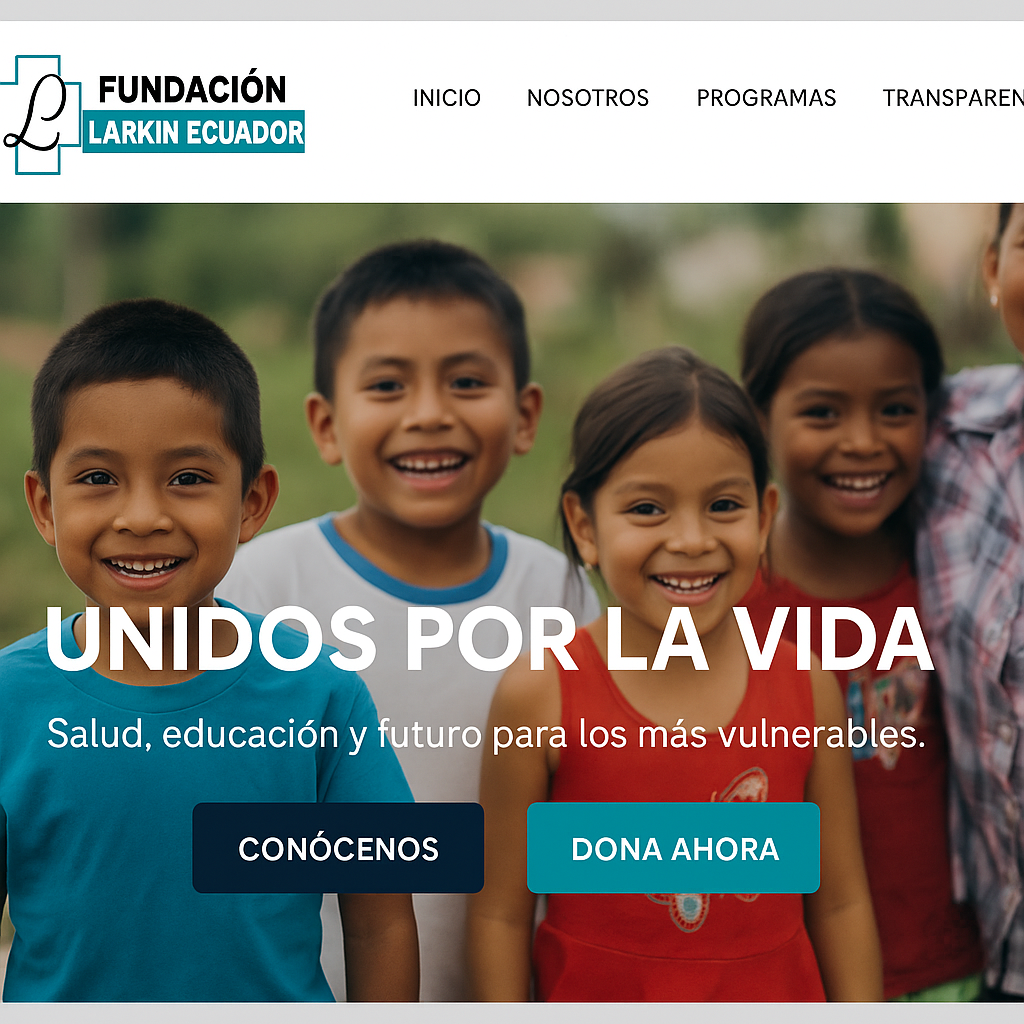 L
FUNDACIÓN
LARKIN ECUADOR
INICIO NOSOTROS PROGRAMAS TRANSPAREN
UNIDOS POR LA VIDA
Salud, educación y futuro para los más vulnerables.
CONÓCENOS DONA AHORA